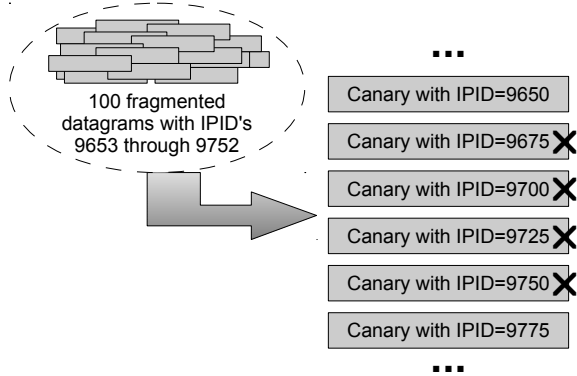 100 fragmented
datagrams with IPID's
9653 through 9752
...
Canary with IPID=9650
Canary with IPID=9675
Canary with IPID=9700
Canary with IPID=9725
Canary with IPID=9750
Canary with IPID=9775
...